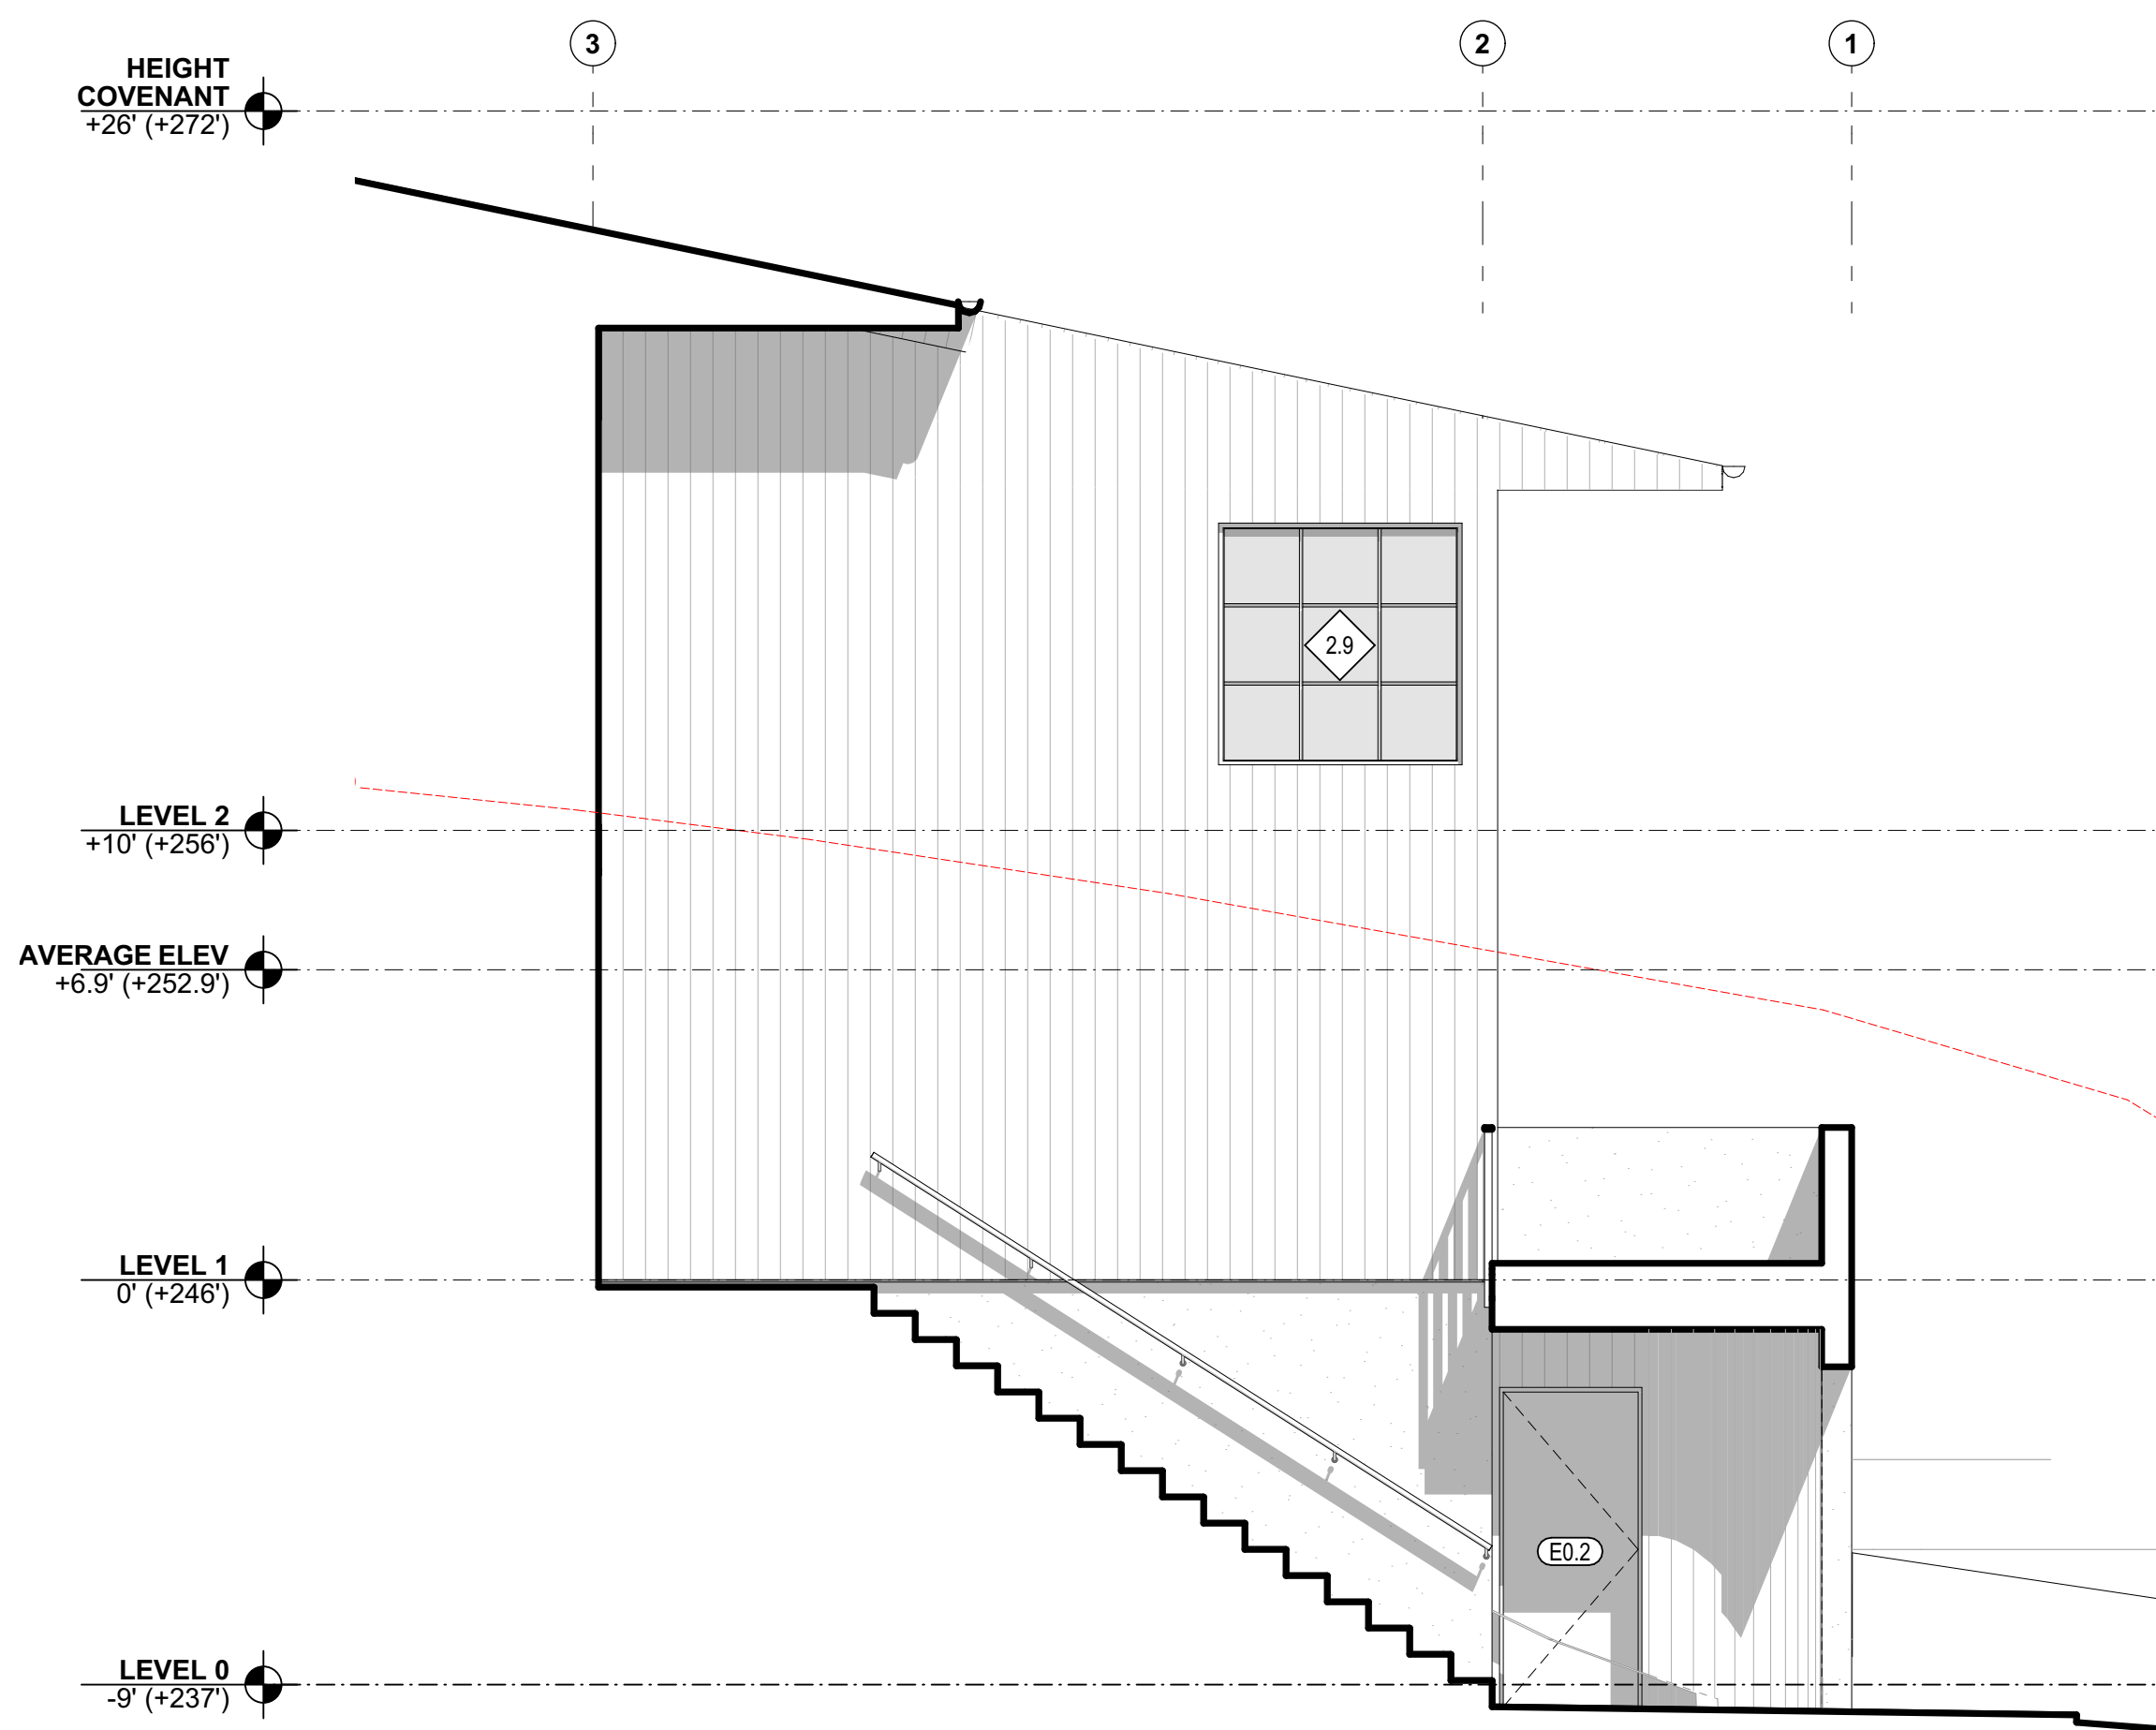 3
2
1
HEIGHT
COVENANT
+26' (+272')
2.9
LEVEL 2
+10' (+256')
AVERAGE ELEV
+6.9' (+252.9')
LEVEL 1
0' (+246')
E0.2
LEVEL 0
-9' (+237')